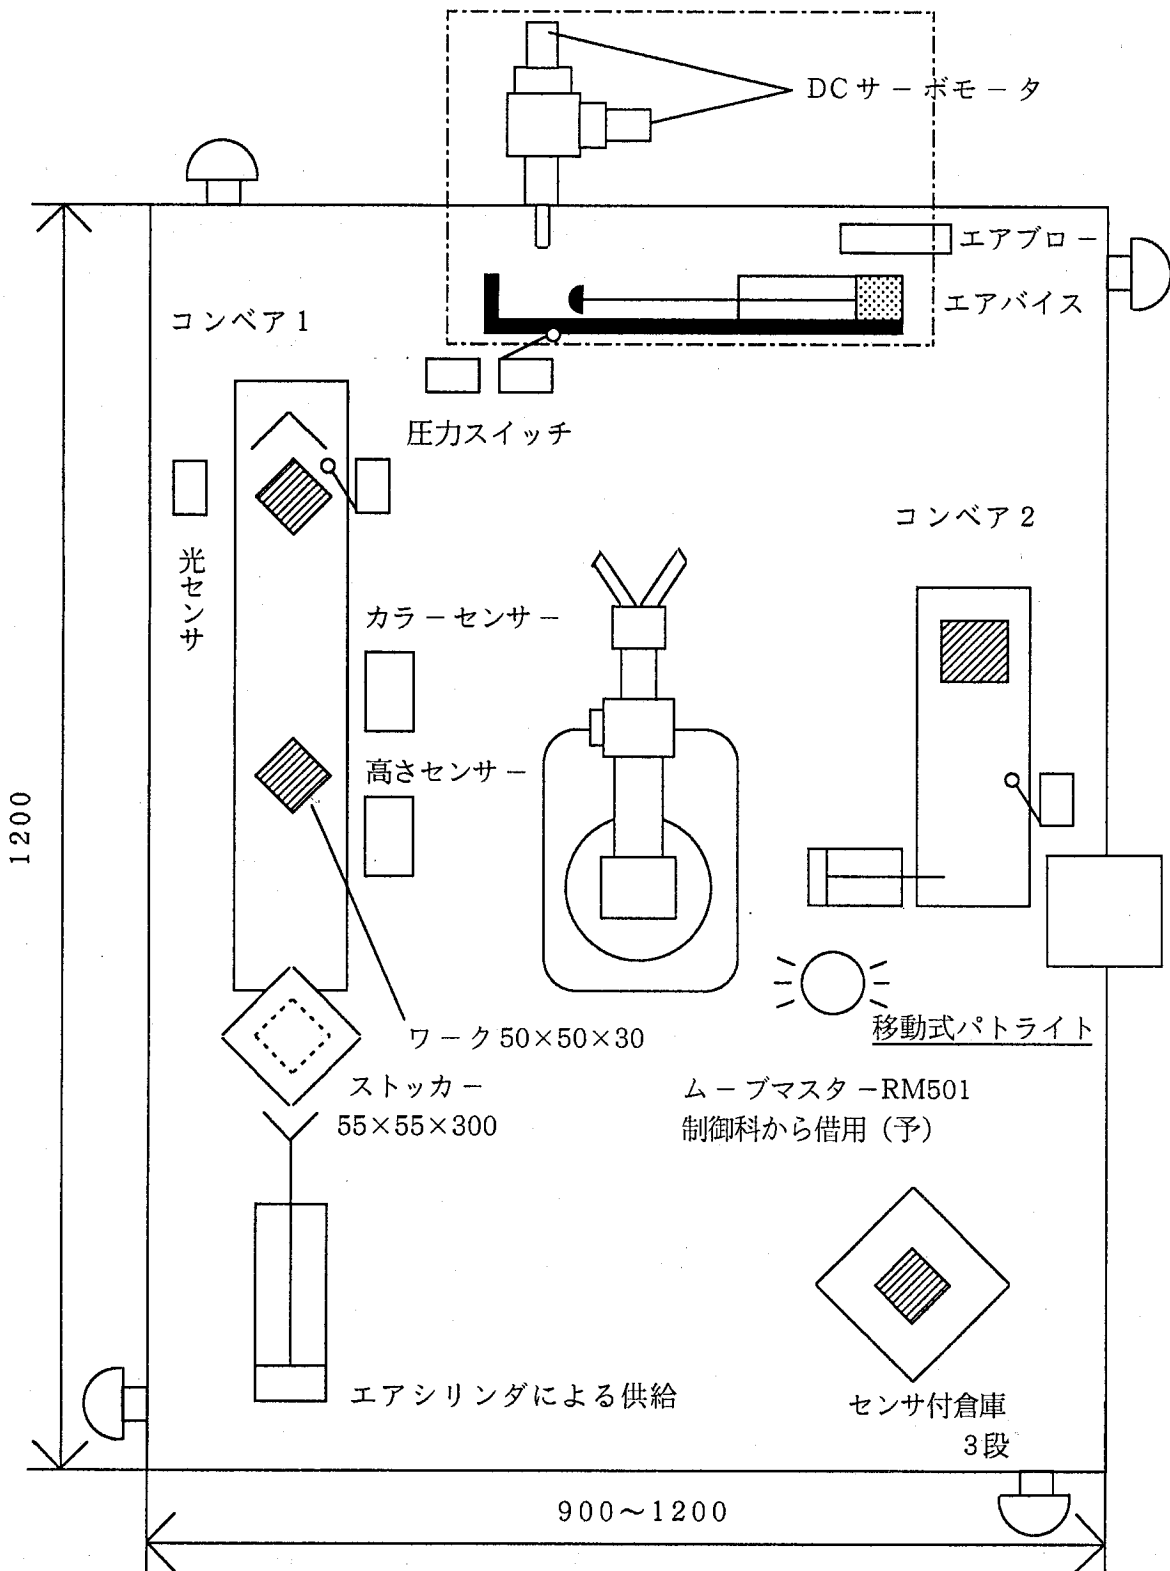 DCサーボモータ
エアブロー
エアバイス
コンベア1
圧力スイッチ
コンベア2
光センサ
カラーセンサー
高さセンサー
1200
ワーク50×50×30
移動式パトライト
ストッカー
55×55×300
ムーブマスターRM501
制御科から借用（予）
エアシリンダによる供給
センサ付倉庫
3段
900～1200